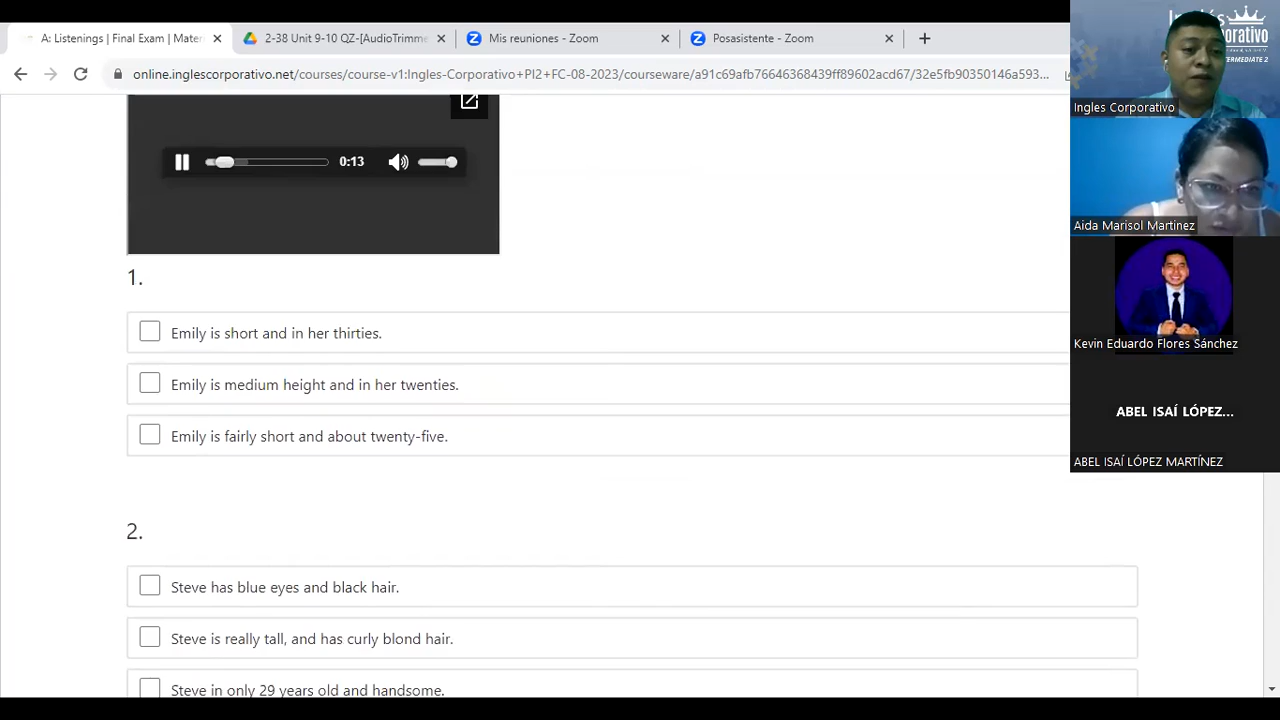 A: Listenings | Final Exam | Mater
2-38 Unit 9-10 QZ-[AudioTrimme
Mis reuniones - Zoom
Posasistente - Zoom
online.inglescorporativo.net/courses/course-v1:Ingles-Corporativo+PI2+FC-08-2023/courseware/a91c69afb76646368439ff89602acd67/32e5fb90350146a593...
0:13
1.
Emily is short and in her thirties.
Emily is medium height and in her twenties.
Emily is fairly short and about twenty-five.
2.
Steve has blue eyes and black hair.
Steve is really tall, and has curly blond hair.
Steve in only 29 years old and handsome.
Ingles Corporativo
Aida Marisol Martinez
Kevin Eduardo Flores Sánchez
ABEL ISAÍ LÓPEZ...
ABEL ISAÍ LÓPEZ MARTÍNEZ